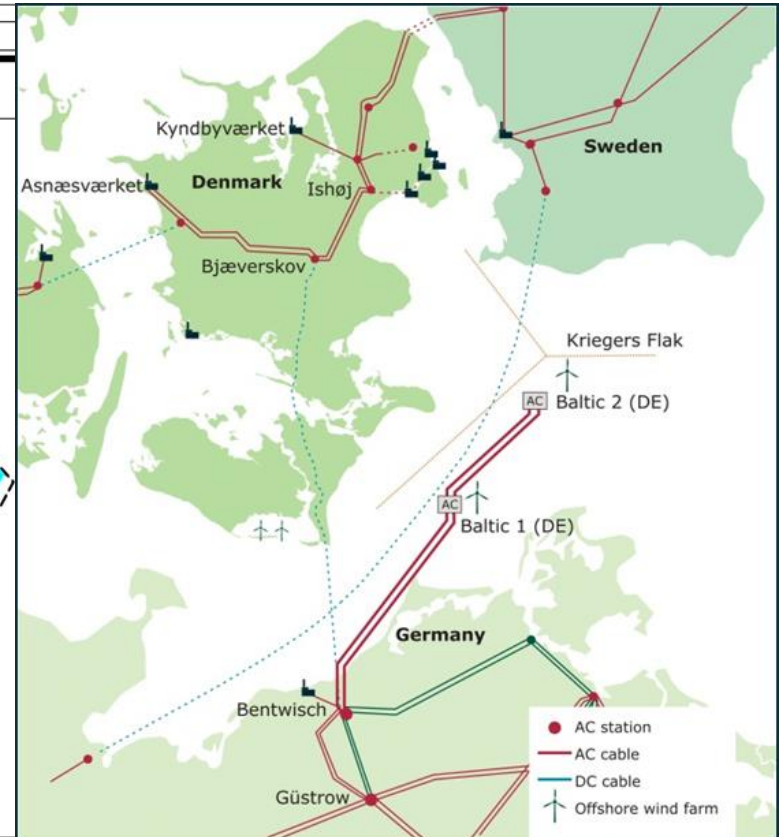 Kyndbyværket
Sweden
Asnæsværket
Denmark
Ishøj
Bjæverskov
Kriegers Flak
AC
Baltic 2 (DE)
AC
Baltic 1 (DE)
Germany
Bentwisch
Güstrow
AC station
AC cable
DC cable
Offshore wind farm